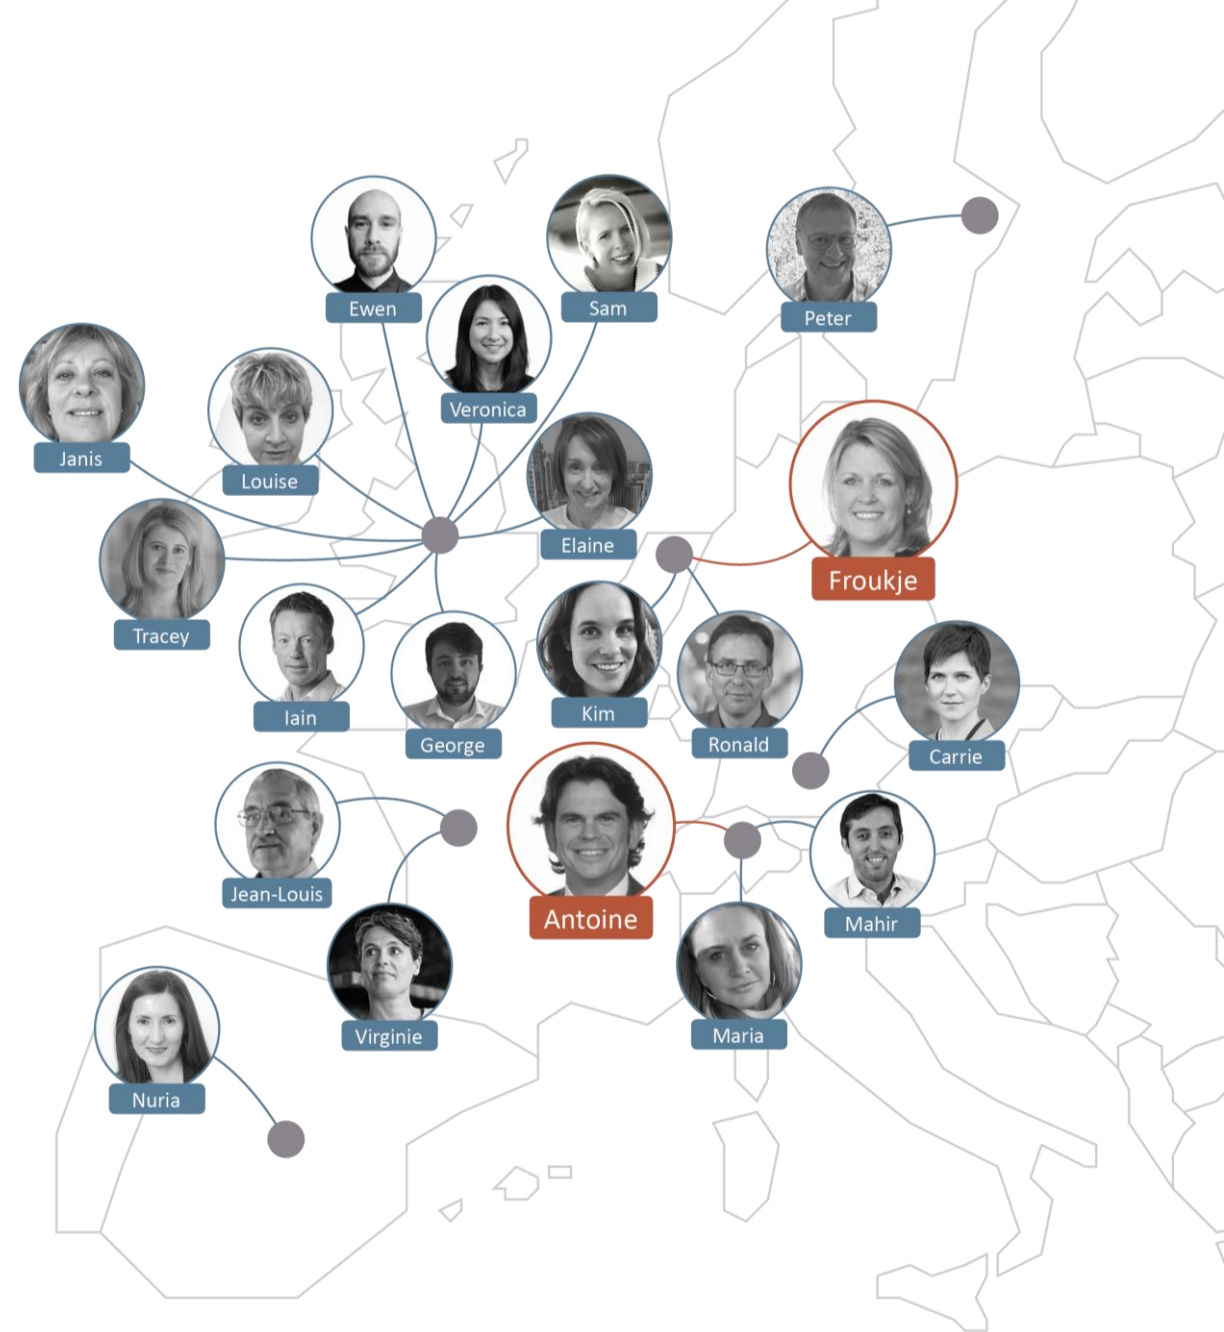 Ewen
Sam
Peter
Veronica
Janis
Louise
Elaine
Froukje
Tracey
Iain
Kim
George
Ronald
Carrie
Jean-Louis
Antoine
Mahir
Virginie
Maria
Nuria